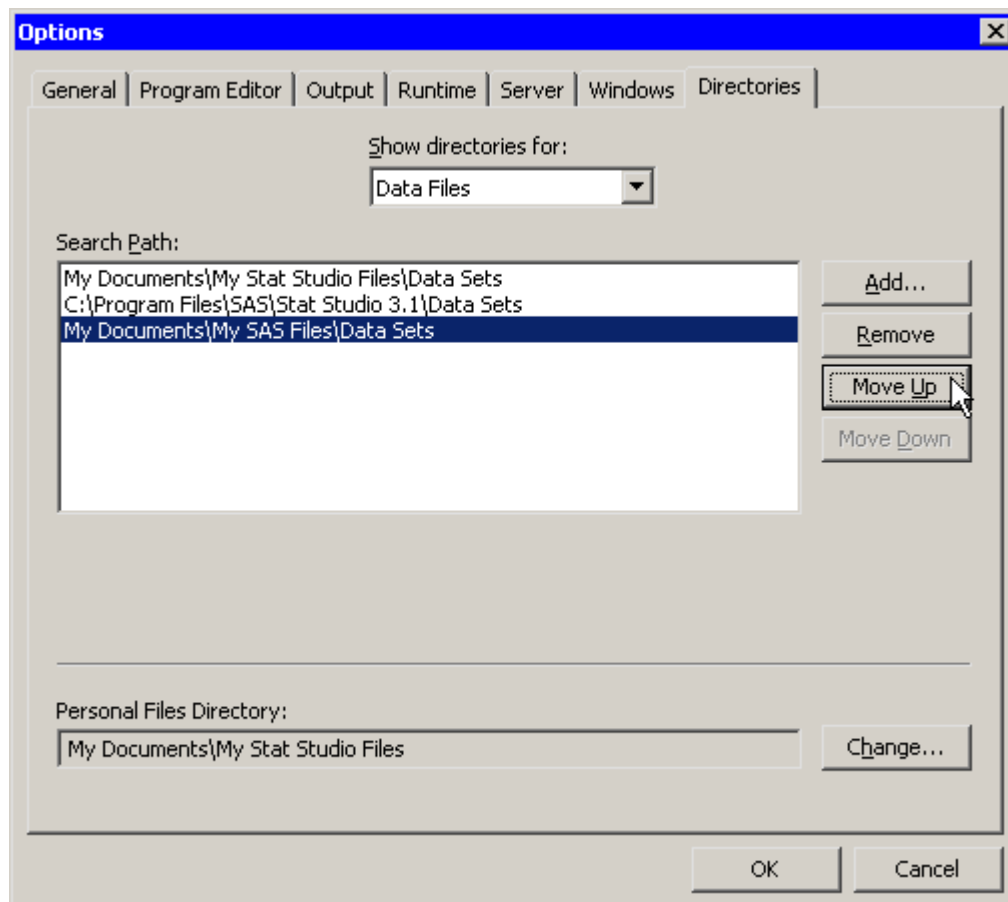 Options
General
Program Editor
Output
Runtime
Server
Windows
Directories
Show directories for:
Data Files
Search Path:
My Documents\My Stat Studio Files\Data Sets
C:\Program Files\SAS\Stat Studio 3.1\Data Sets
My Documents\My SAS Files\Data Sets
Add...
Remove
Move Up
Move Down
Personal Files Directory:
My Documents\My Stat Studio Files
Change...
OK
Cancel